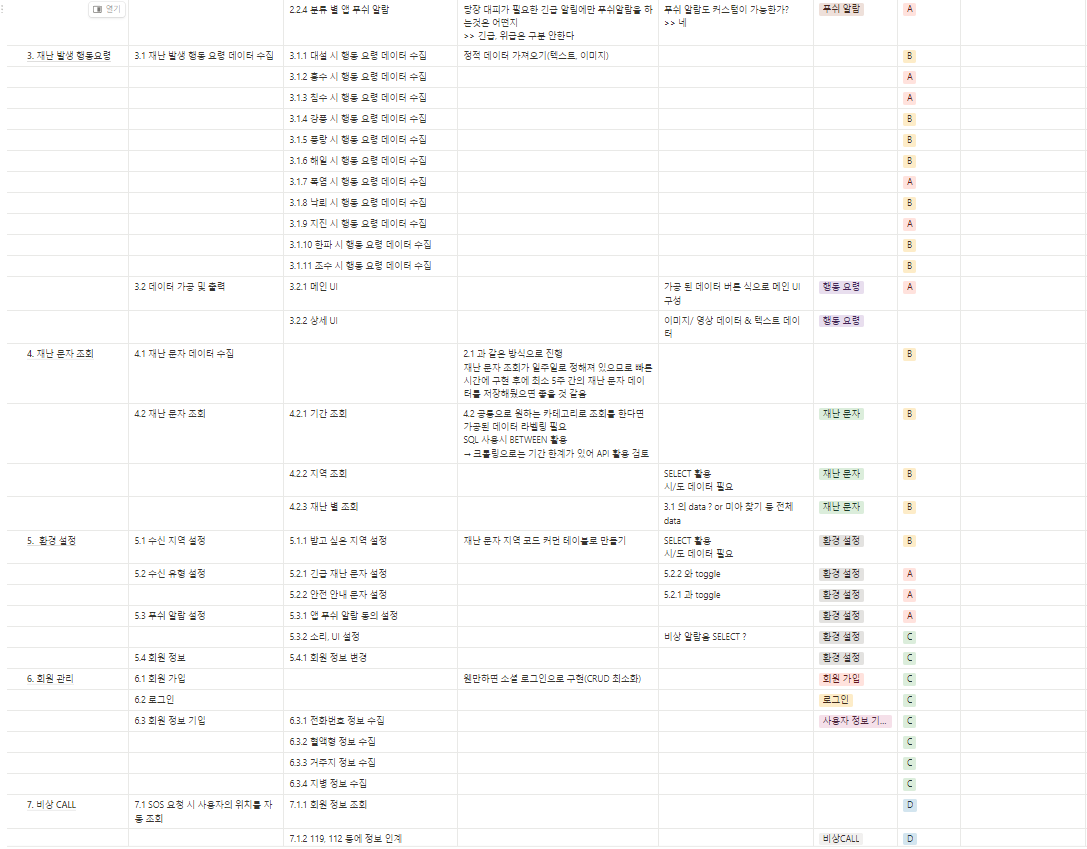 열기
2.2.4 분류 별 앱 푸쉬 알람
당장 대피가 필요한 긴급 알림에만 푸쉬알람을 하
는것은 어떤지
>> 긴급, 위급은 구분 안한다
푸쉬 알람도 커스텀이 가능한가?
>> 네
푸쉬 알람
A
3. 재난 발생 행동요령
3.1 재난 발생 행동 요령 데이터 수집
3.1.1 대설 시 행동 요령 데이터 수집
정적 데이터 가져오기(텍스트, 이미지)
B
3.1.2 홍수 시 행동 요령 데이터 수집
A
3.1.3 침수 시 행동 요령 데이터 수집
A
3.1.4 강풍 시 행동 요령 데이터 수집
B
3.1.5 풍랑 시 행동 요령 데이터 수집
B
3.1.6 해일 시 행동 요령 데이터 수집
B
3.1.7 폭염 시 행동 요령 데이터 수집
A
3.1.8 낙뢰 시 행동 요령 데이터 수집
B
3.1.9 지진 시 행동 요령 데이터 수집
A
3.1.10 한파 시 행동 요령 데이터 수집
B
3.1.11 조수 시 행동 요령 데이터 수집
B
3.2 데이터 가공 및 출력
3.2.1 메인 UI
가공 된 데이터 버튼 식으로 메인 UI
구성
행동 요령
A
3.2.2 상세 UI
이미지/ 영상 데이터 & 텍스트 데이
터
행동 요령
4. 재난 문자 조회
4.1 재난 문자 데이터 수집
2.1 과 같은 방식으로 진행
재난 문자 조회가 일주일로 정해져 있으므로 빠른
시간에 구현 후에 최소 5주 간의 재난 문자 데이
터를 저장해뒀으면 좋을 것 같음
B
4.2 재난 문자 조회
4.2.1 기간 조회
4.2 공통으로 원하는 카테고리로 조회를 한다면
가공된 데이터 라벨링 필요
SQL 사용시 BETWEEN 활용
→ 크롤링으로는 기간 한계가 있어 API 활용 검토
재난 문자
B
4.2.2 지역 조회
SELECT 활용
시/도 데이터 필요
재난 문자
B
4.2.3 재난 별 조회
3.1 의 data ? or 미아 찾기 등 전체
data
재난 문자
B
5. 환경 설정
5.1 수신 지역 설정
5.1.1 받고 싶은 지역 설정
재난 문자 지역 코드 커먼 테이블로 만들기
SELECT 활용
시/도 데이터 필요
환경 설정
B
5.2 수신 유형 설정
5.2.1 긴급 재난 문자 설정
5.2.2 와 toggle
환경 설정
A
5.2.2 안전 안내 문자 설정
5.2.1 과 toggle
환경 설정
A
5.3 푸쉬 알람 설정
5.3.1 앱 푸쉬 알람 동의 설정
환경 설정
A
5.3.2 소리, UI 설정
비상 알람음 SELECT ?
환경 설정
C
5.4 회원 정보
5.4.1 회원 정보 변경
환경 설정
C
6. 회원 관리
6.1 회원 가입
웬만하면 소셜 로그인으로 구현(CRUD 최소화)
회원 가입
C
6.2 로그인
로그인
C
6.3 회원 정보 기입
6.3.1 전화번호 정보 수집
사용자 정보 기...
C
6.3.2 혈액형 정보 수집
C
6.3.3 거주지 정보 수집
C
6.3.4 지병 정보 수집
C
7. 비상 CALL
7.1 SOS 요청 시 사용자의 위치를 자
동 조회
7.1.1 회원 정보 조회
D
7.1.2 119, 112 등에 정보 인계
비상CALL
D